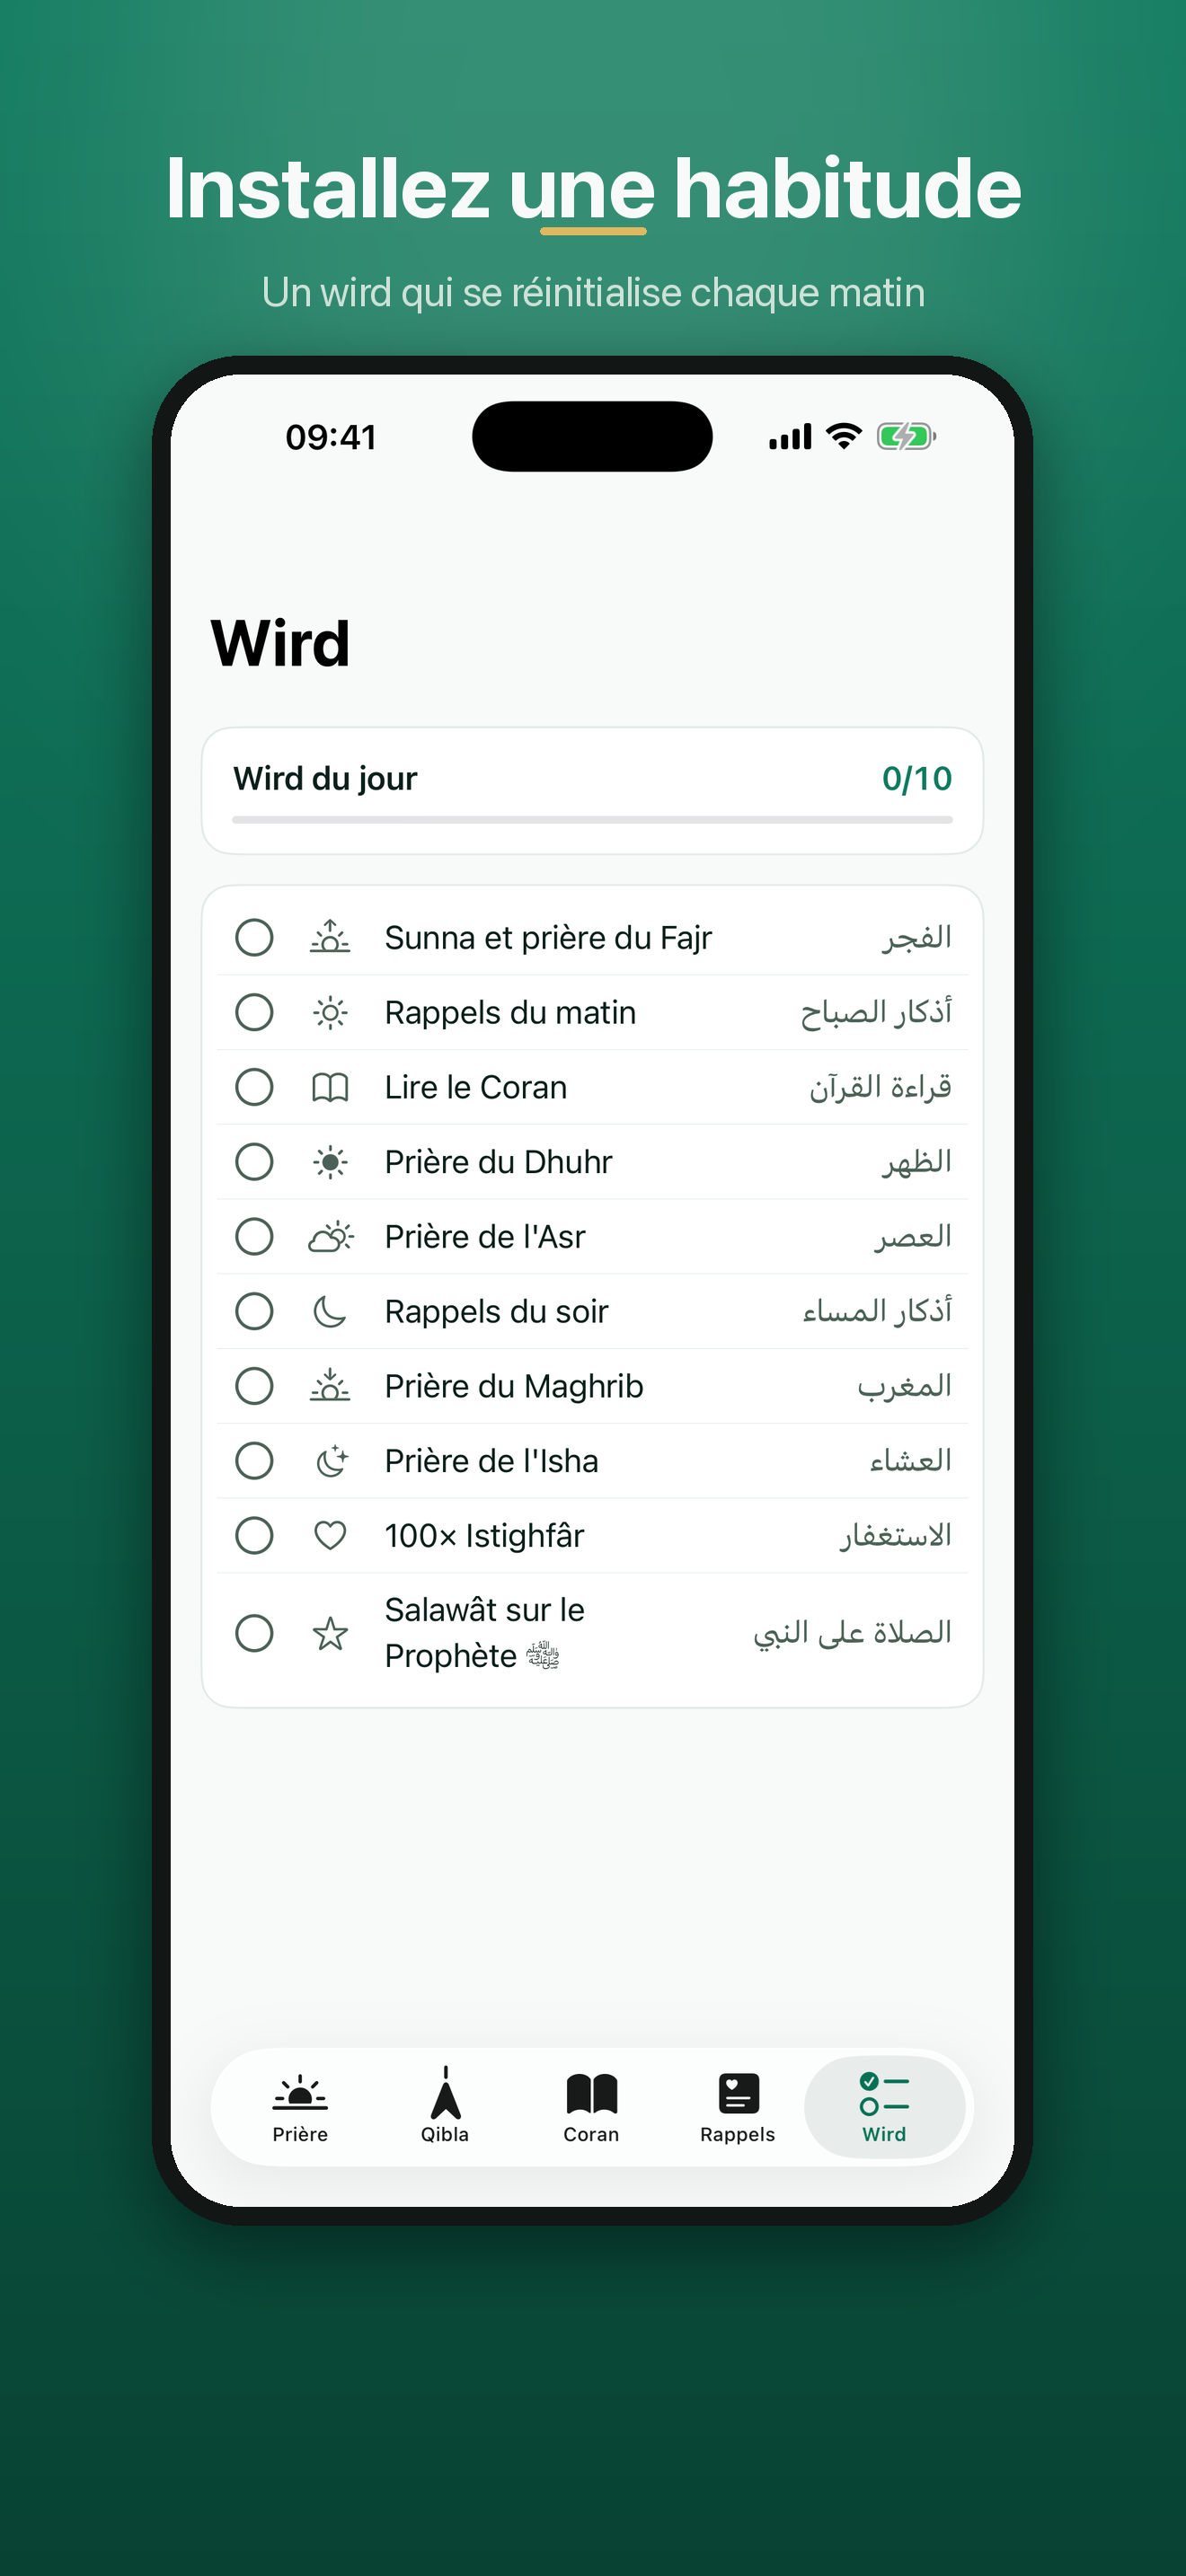 Installez une habitude
Un wird qui se réinitialise chaque matin
09:41
Wird
Wird du jour 0/10
Sunna et prière du Fajr الفجر
Rappels du matin أذكار الصباح
Lire le Coran قراءة القرآن
Prière du Dhuhr الظهر
Prière de l'Asr العصر
Rappels du soir أذكار المساء
Prière du Maghrib المغرب
Prière de l'Isha العشاء
100× Istighfâr الاستغفار
Salawât sur le
Prophète ﷺ الصلاة على النبي
Prière Qibla Coran Rappels Wird